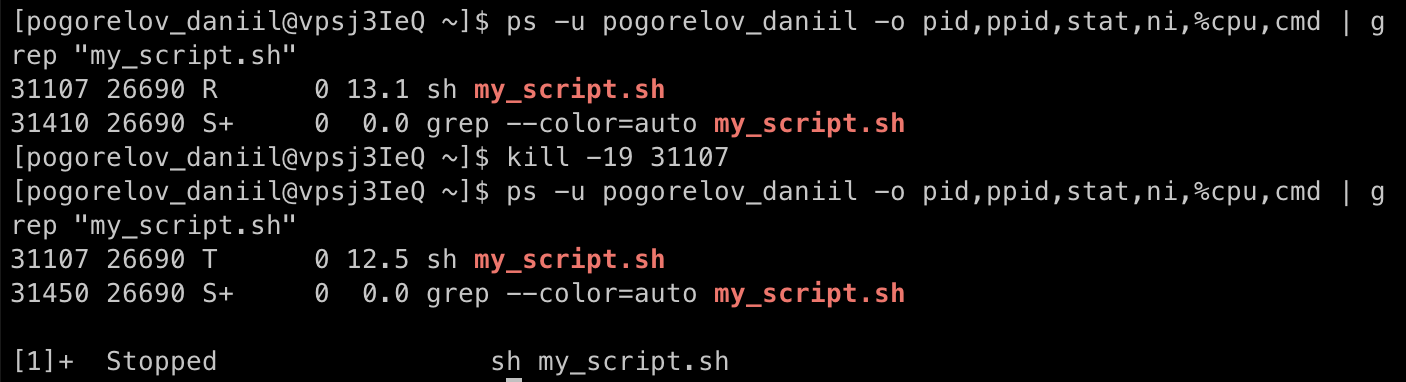 [pogorelov_daniil@vpsj3IeQ ~]$ ps -u pogorelov_daniil -o pid,ppid,stat,ni,%cpu,cmd | g
rep "my_script.sh"
31107 26690 R      0 13.1 sh my_script.sh
31410 26690 S+     0  0.0 grep --color=auto my_script.sh
[pogorelov_daniil@vpsj3IeQ ~]$ kill -19 31107
[pogorelov_daniil@vpsj3IeQ ~]$ ps -u pogorelov_daniil -o pid,ppid,stat,ni,%cpu,cmd | g
rep "my_script.sh"
31107 26690 T      0 12.5 sh my_script.sh
31450 26690 S+     0  0.0 grep --color=auto my_script.sh

[1]+  Stopped                 sh my_script.sh